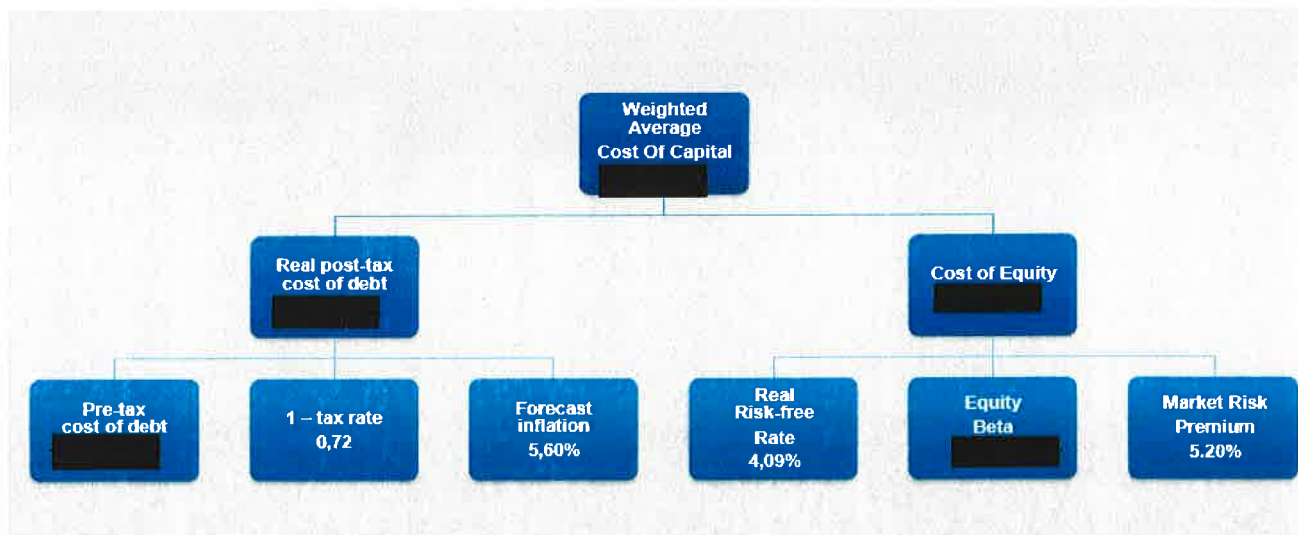 Weighted
Average
Cost Of Capital
Real post-tax
cost of debt
Cost of Equity
Pre-tax
cost of debt
1 – tax rate
0,72
Forecast
inflation
5,60%
Real
Risk-free
Rate
4,09%
Equity
Beta
Market Risk
Premium
5.20%